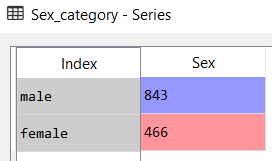 Sex_category - Series
Index Sex
male 843
female 466